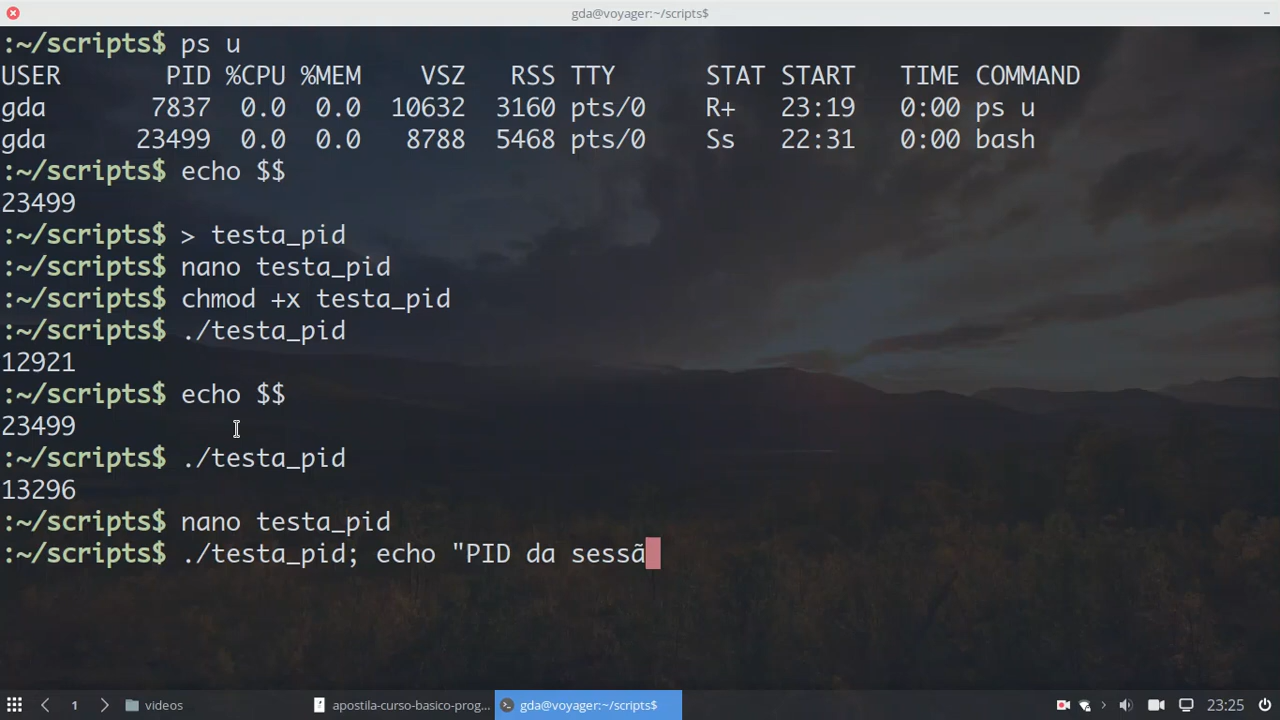 gda@voyager:~/scripts$
:~/scripts$ ps u
USER PID %CPU %MEM VSZ RSS TTY STAT START TIME COMMAND
gda 7837 0.0 0.0 10632 3160 pts/0 R+ 23:19 0:00 ps u
gda 23499 0.0 0.0 8788 5468 pts/0 Ss 22:31 0:00 bash
:~/scripts$ echo $$
23499
:~/scripts$ > testa_pid
:~/scripts$ nano testa_pid
:~/scripts$ chmod +x testa_pid
:~/scripts$ ./testa_pid
12921
:~/scripts$ echo $$
23499
:~/scripts$ ./testa_pid
13296
:~/scripts$ nano testa_pid
:~/scripts$ ./testa_pid; echo "PID da sessã
1 videos apostila-curso-basico-prog... gda@voyager:~/scripts$ 23:25